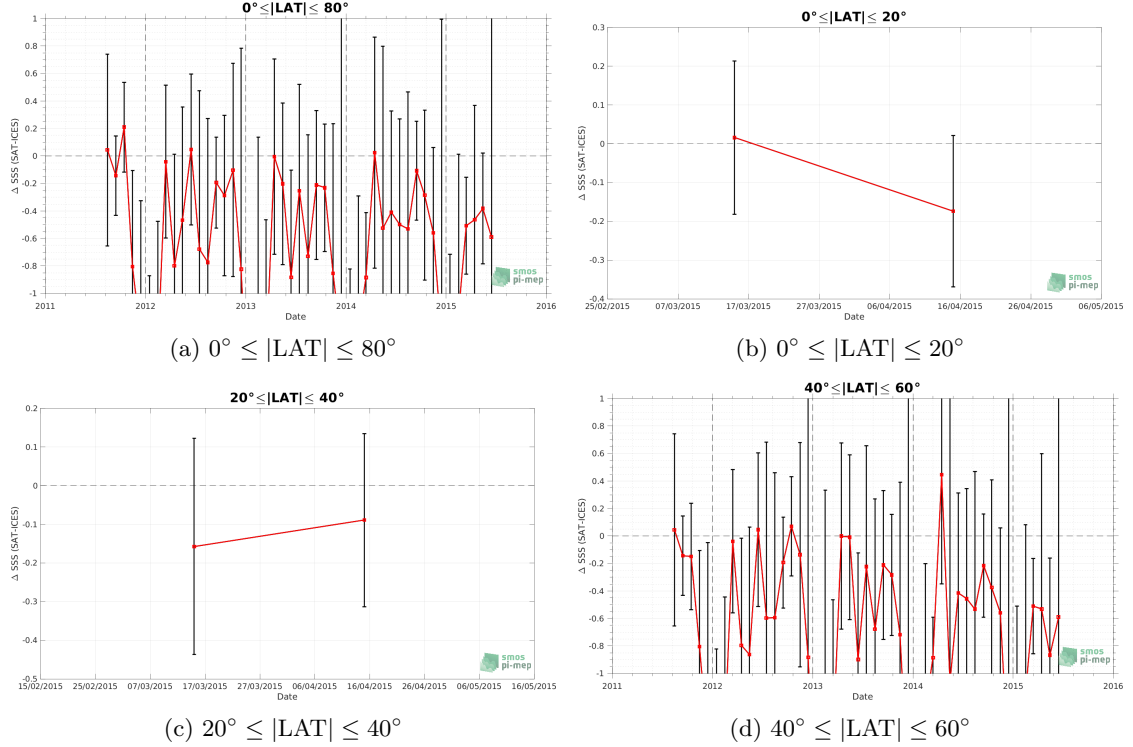 0°≤|LAT|≤ 80°
Δ SSS (SAT-ICES)
1
0.8
0.6
0.4
0.2
0
-0.2
-0.4
-0.6
-0.8
-1
2011 2012 2013 2014 2015 2016
Date
smos
pi-mep
(a) 0° ≤ |LAT| ≤ 80°
0°≤|LAT|≤ 20°
Δ SSS (SAT-ICES)
0.3
0.2
0.1
0
-0.1
-0.2
-0.3
-0.4
25/02/2015 07/03/2015 17/03/2015 27/03/2015 06/04/2015 16/04/2015 26/04/2015 06/05/2015
Date
smos
pi-mep
(b) 0° ≤ |LAT| ≤ 20°
20°≤|LAT|≤ 40°
Δ SSS (SAT-ICES)
0.2
0.1
0
-0.1
-0.2
-0.3
-0.4
-0.5
15/02/2015 25/02/2015 07/03/2015 17/03/2015 27/03/2015 06/04/2015 16/04/2015 26/04/2015 06/05/2015 16/05/2015
Date
smos
pi-mep
(c) 20° ≤ |LAT| ≤ 40°
40°≤|LAT|≤ 60°
Δ SSS (SAT-ICES)
1
0.8
0.6
0.4
0.2
0
-0.2
-0.4
-0.6
-0.8
-1
2011 2012 2013 2014 2015 2016
Date
smos
pi-mep
(d) 40° ≤ |LAT| ≤ 60°